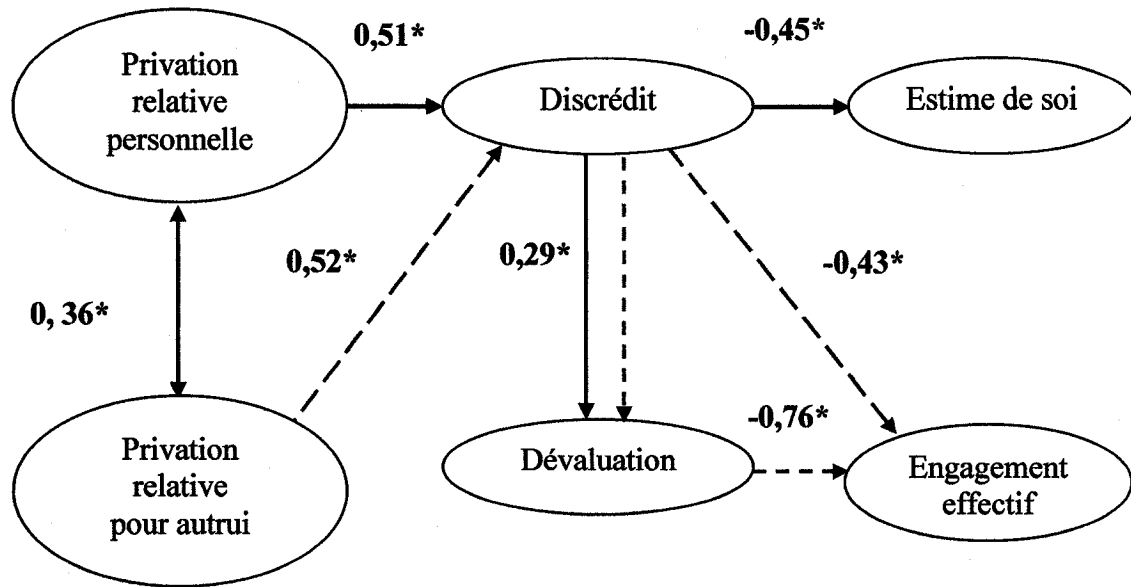 0,51*
-0,45*
Privation
relative
personnelle
Discrédit
Estime de soi
0,52*
0,29*
-0,43*
0, 36*
-0,76*
Privation
relative
pour autrui
Dévaluation
Engagement
effectif